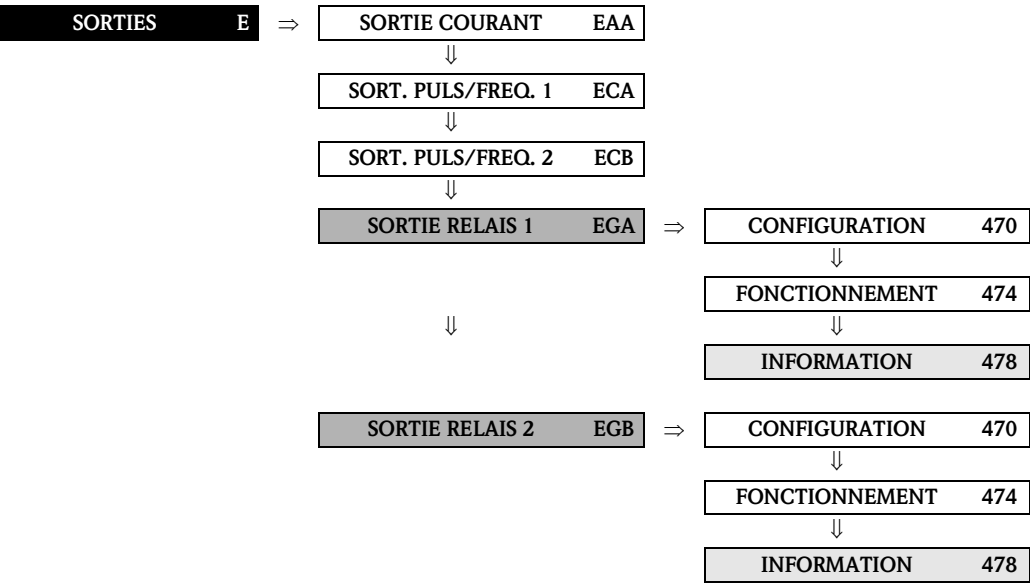 SORTIES E ⇒ SORTIE COURANT EAA
⇓
SORT. PULS/FREQ. 1 ECA
⇓
SORT. PULS/FREQ. 2 ECB
⇓
SORTIE RELAIS 1 EGA ⇒ CONFIGURATION 470
⇓
FONCTIONNEMENT 474
⇓ ⇓
INFORMATION 478
SORTIE RELAIS 2 EGB ⇒ CONFIGURATION 470
⇓
FONCTIONNEMENT 474
⇓
INFORMATION 478